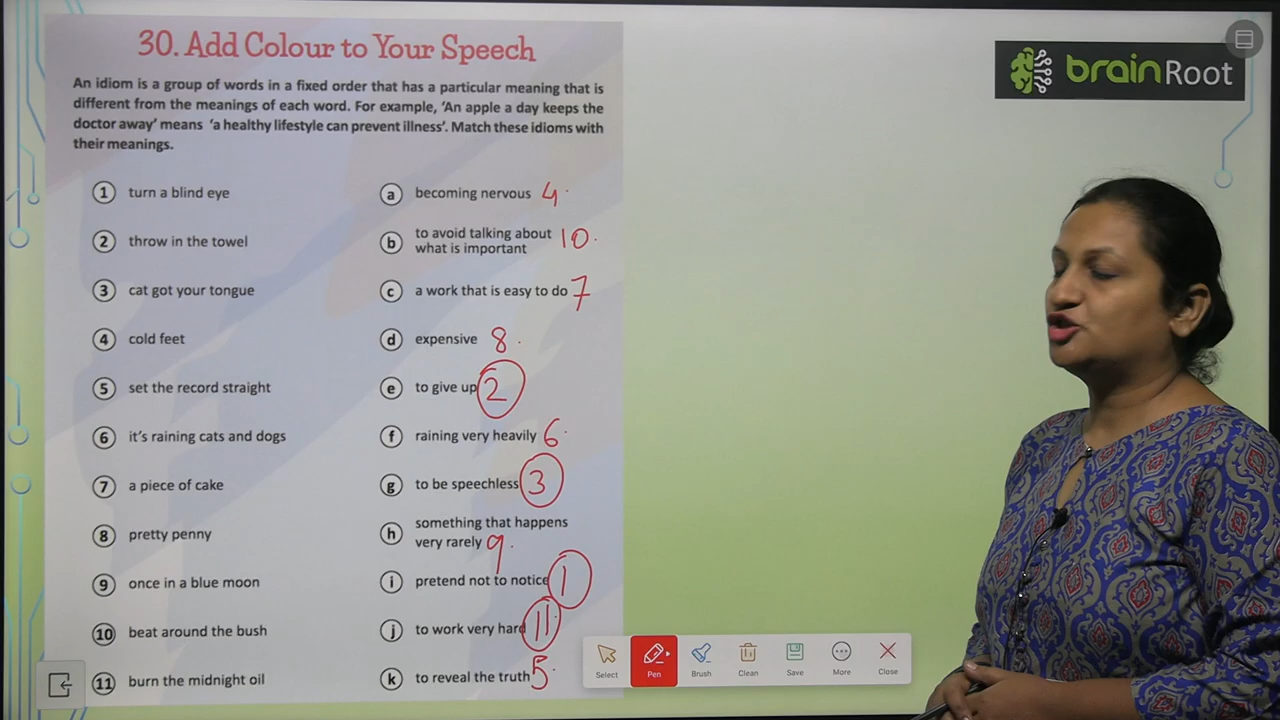 30. Add Colour to Your Speech
brainRoot
An idiom is a group of words in a fixed order that has a particular meaning that is
different from the meanings of each word. For example, 'An apple a day keeps the
doctor away' means 'a healthy lifestyle can prevent illness'. Match these idioms with
their meanings.
1 turn a blind eye
a becoming nervous 4.
2 throw in the towel
b to avoid talking about
what is important 10.
3 cat got your tongue
c a work that is easy to do 7
4 cold feet
d expensive 8.
5 set the record straight
e to give up 2
6 it's raining cats and dogs
f raining very heavily 6.
7 a piece of cake
g to be speechless 3
8 pretty penny
h something that happens
very rarely 9.
9 once in a blue moon
i pretend not to notice 1
10 beat around the bush
j to work very hard 11.
11 burn the midnight oil
k to reveal the truth 5.
Select Pen Brush Clean Save More Close